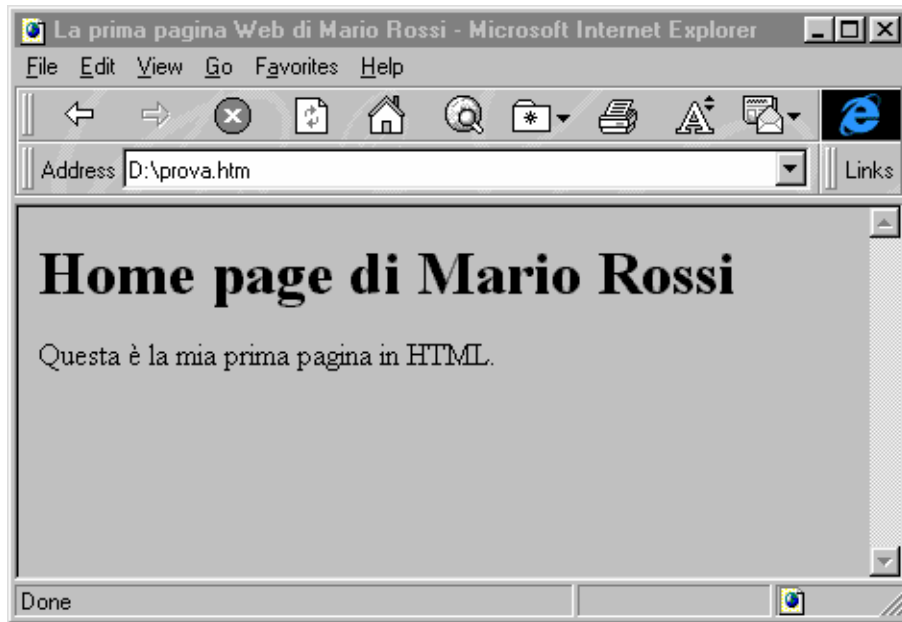 La prima pagina Web di Mario Rossi - Microsoft Internet Explorer
File Edit View Go Favorites Help
Address D:\prova.htm Links
Home page di Mario Rossi
Questa è la mia prima pagina in HTML.
Done